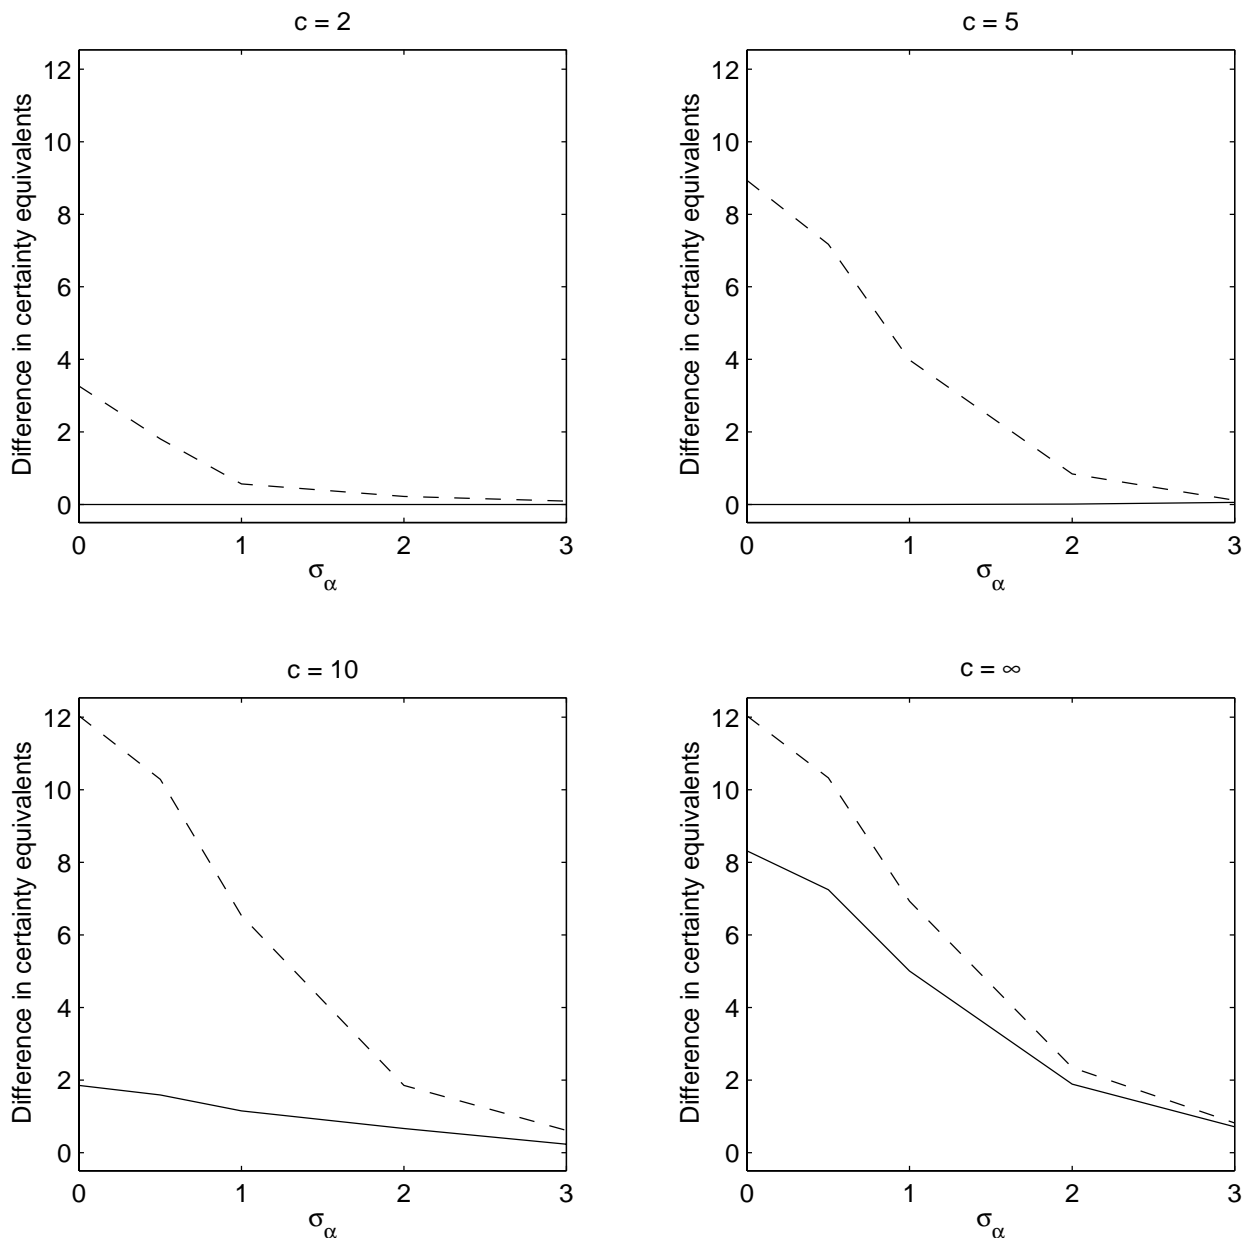 c = 2
Difference in certainty equivalents
12
10
8
6
4
2
0
0 1 2 3
σα
c = 5
Difference in certainty equivalents
12
10
8
6
4
2
0
0 1 2 3
σα
c = 10
Difference in certainty equivalents
12
10
8
6
4
2
0
0 1 2 3
σα
c = ∞
Difference in certainty equivalents
12
10
8
6
4
2
0
0 1 2 3
σα